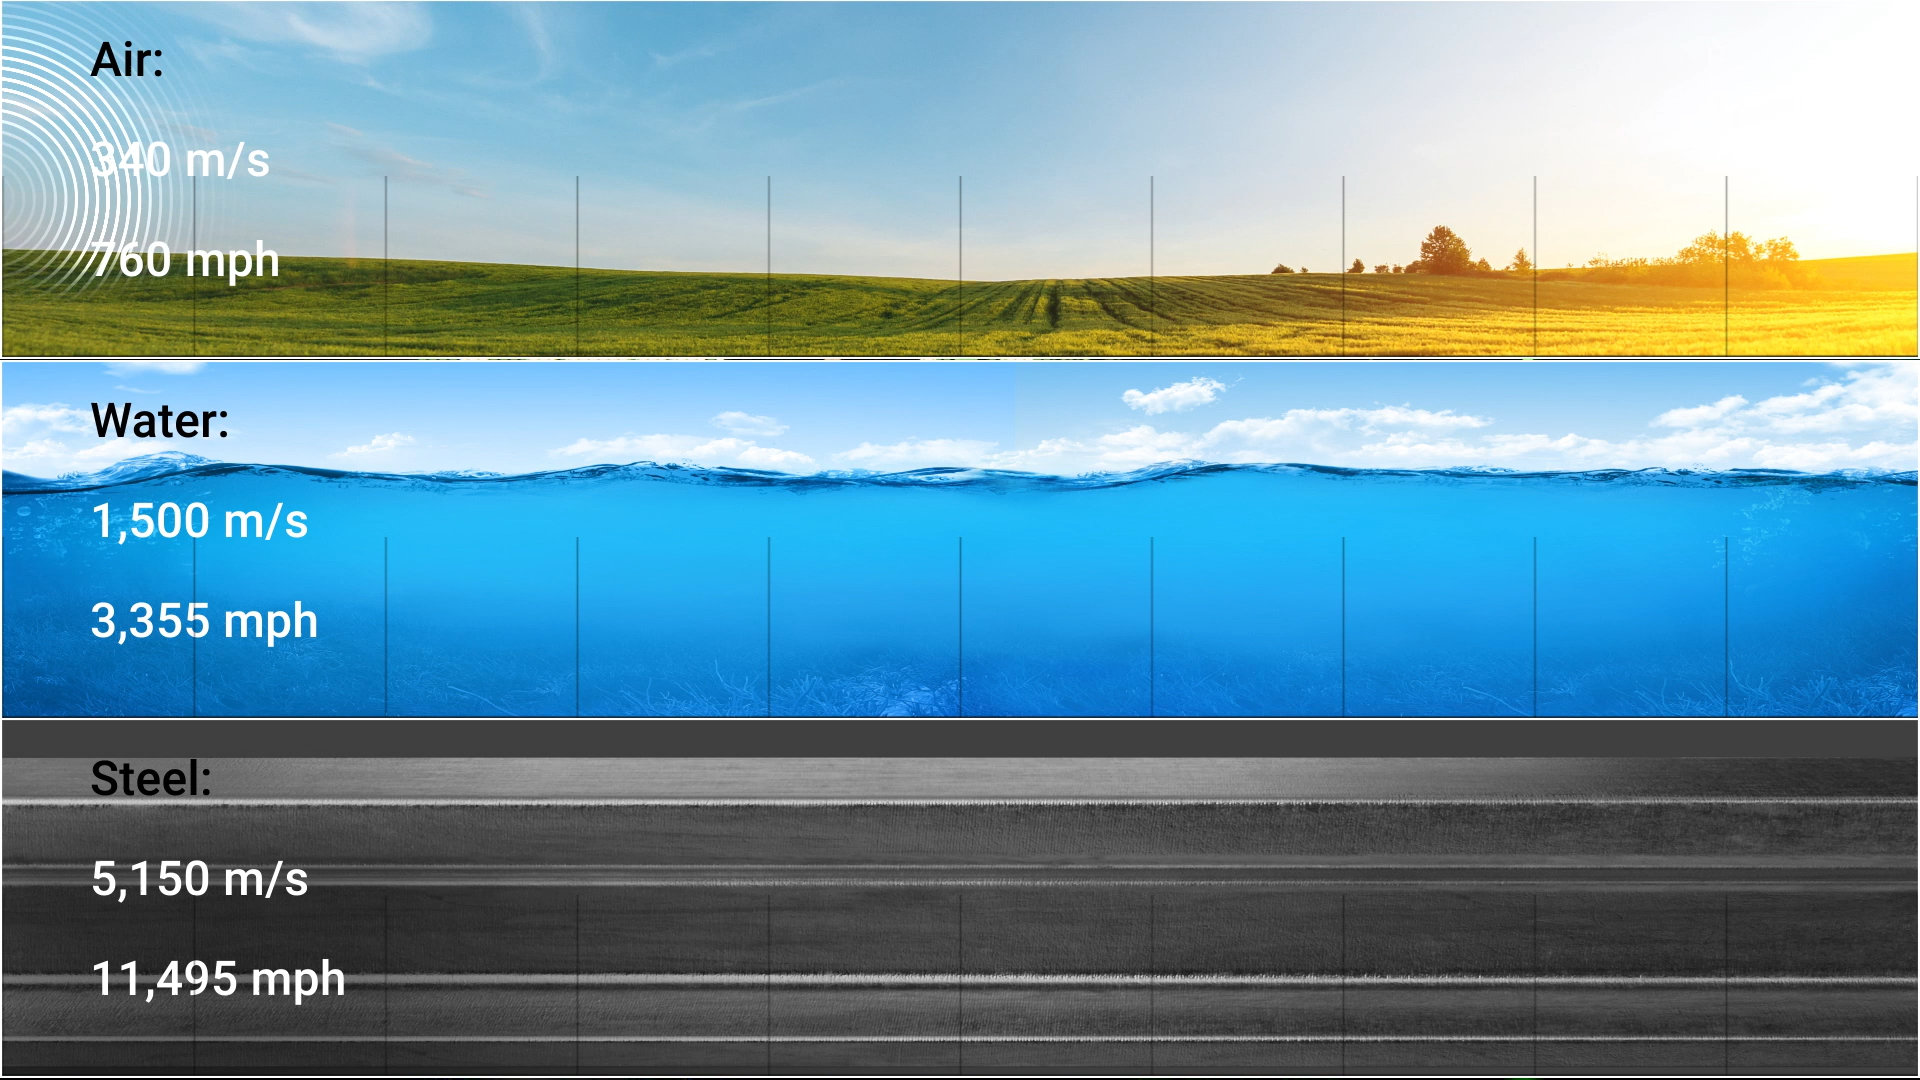 Air:
340 m/s
760 mph
Water:
1,500 m/s
3,355 mph
Steel:
5,150 m/s
11,495 mph